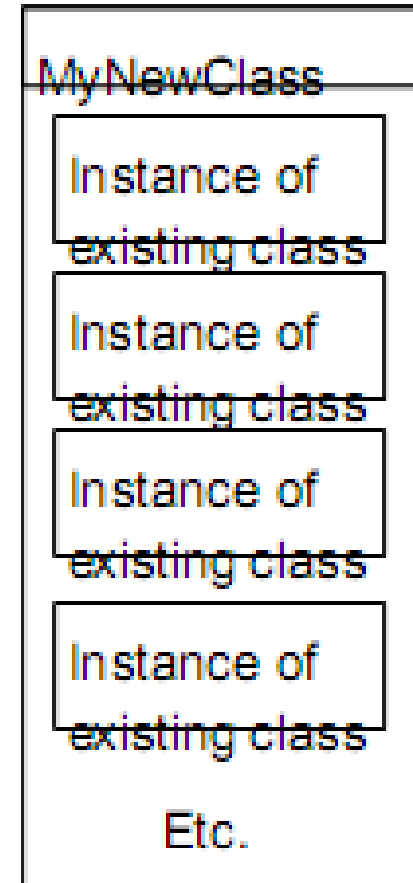 MyNewClass
Instance of
existing class
Instance of
existing class
Instance of
existing class
Instance of
existing class
Etc.